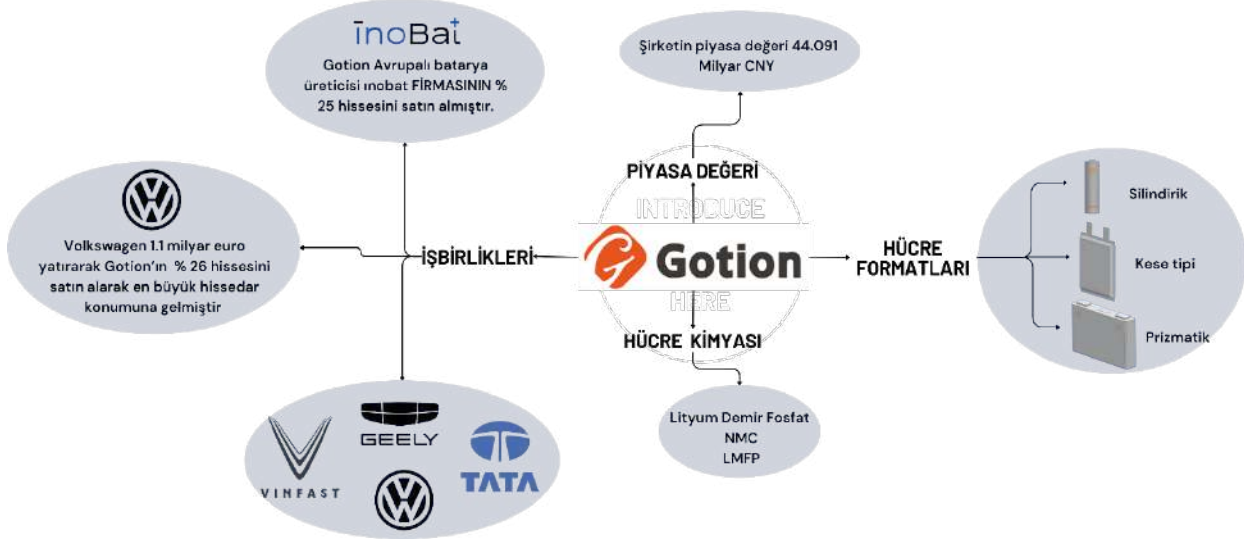 inoBat
Gotion Avrupalı batarya
üreticisi ınobat FİRMASININ %
25 hissesini satın almıştır.
Şirketin piyasa değeri 44.091
Milyar CNY
Volkswagen 1.1 milyar euro
yatırarak Gotion'ın % 26 hissesini
satın alarak en büyük hissedar
konumuna gelmiştir
İŞBİRLİKLERİ
PİYASA DEĞERİ
INTRODUCE
Gotion
HERE
HÜCRE KİMYASI
HÜCRE
FORMATLARI
Silindirik
Kese tipi
Prizmatik
Lityum Demir Fosfat
NMC
LMFP
VINFAST
GEELY
TATA